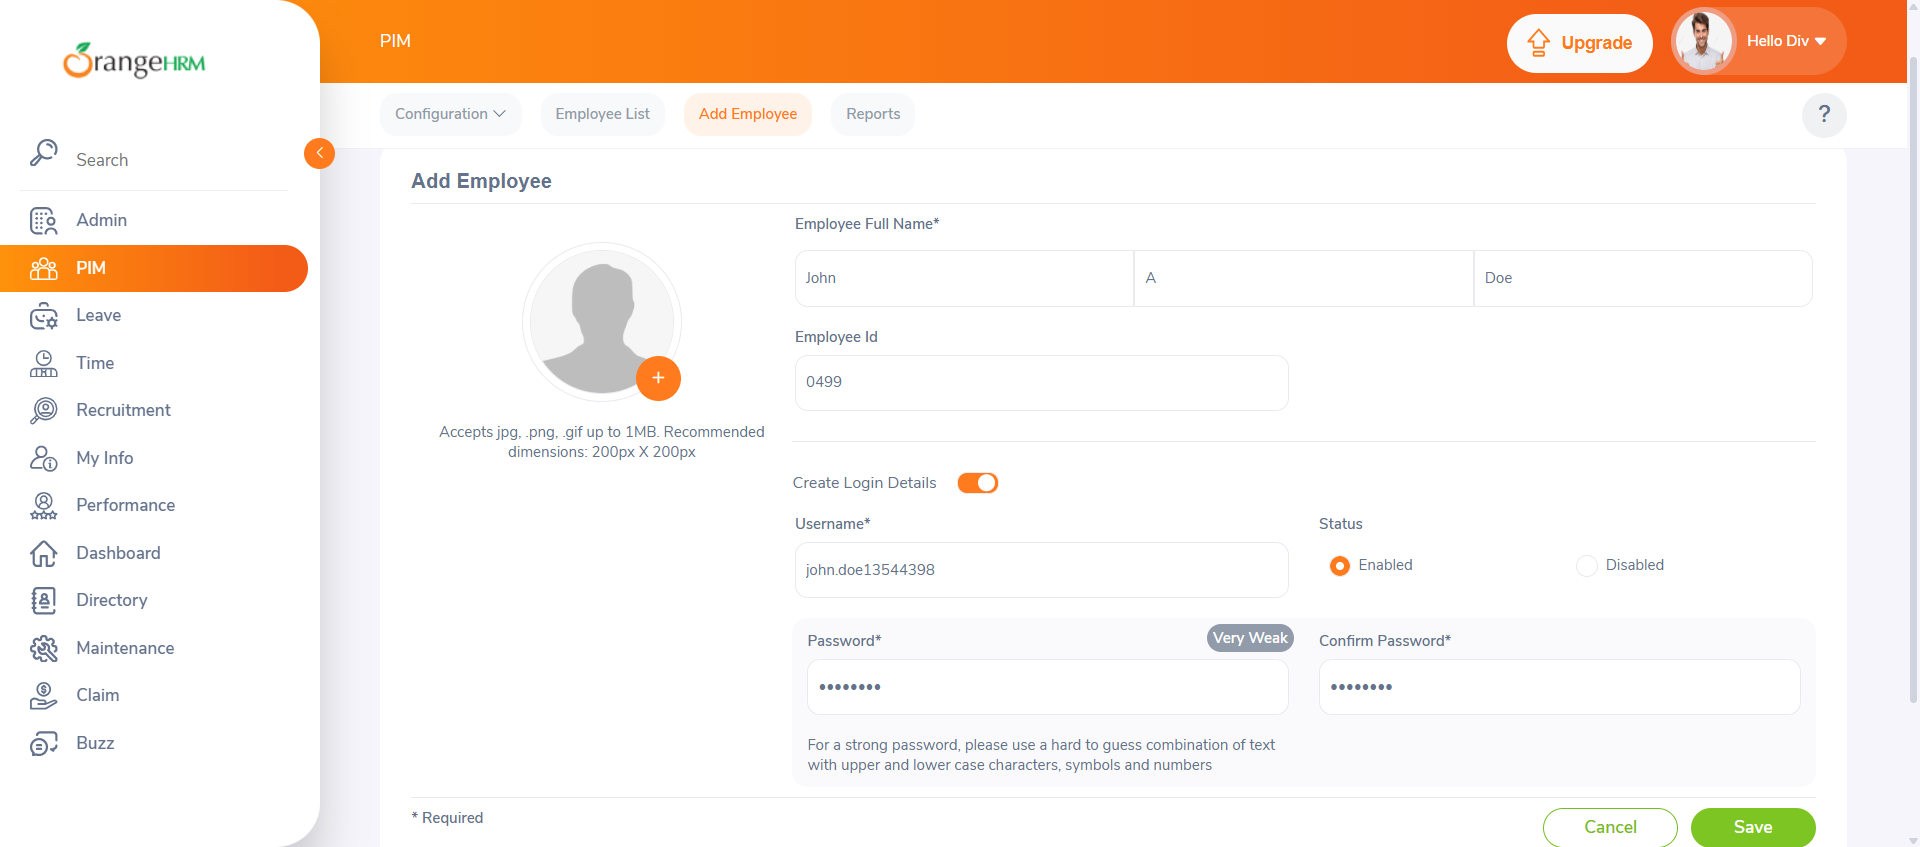 OrangeHRM
Search
Admin
PIM
Leave
Time
Recruitment
My Info
Performance
Dashboard
Directory
Maintenance
Claim
Buzz
PIM
Upgrade
Hello Div
Configuration
Employee List
Add Employee
Reports
?
Add Employee
Accepts jpg, .png, .gif up to 1MB. Recommended
dimensions: 200px X 200px
Employee Full Name*
John
A
Doe
Employee Id
0499
Create Login Details
Username*
john.doe13544398
Status
Enabled
Disabled
Password*
Very Weak
••••••••
Confirm Password*
••••••••
For a strong password, please use a hard to guess combination of text
with upper and lower case characters, symbols and numbers
* Required
Cancel
Save